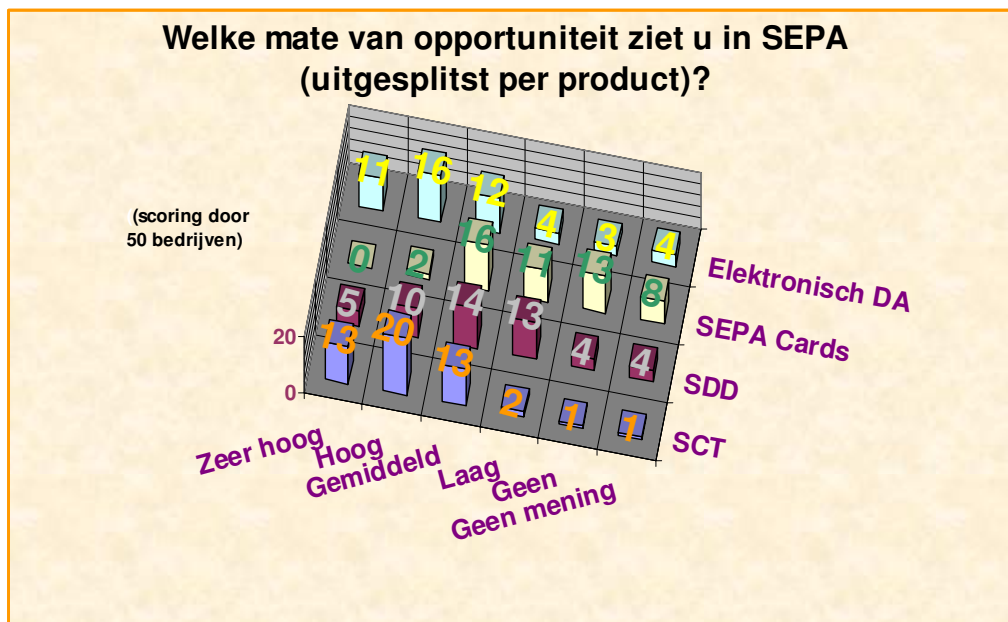 Welke mate van opportuniteit ziet u in SEPA
(uitgesplitst per product)?
(scoring door
50 bedrijven)
11 16 12 4 3 4
Elektronisch DA
0 2 16 11 13 8
SEPA Cards
5 10 14 13 4 4
SDD
13 20 13 2 1 1
SCT
20
0
Zeer hoog
Hoog
Gemiddeld
Laag
Geen
Geen mening